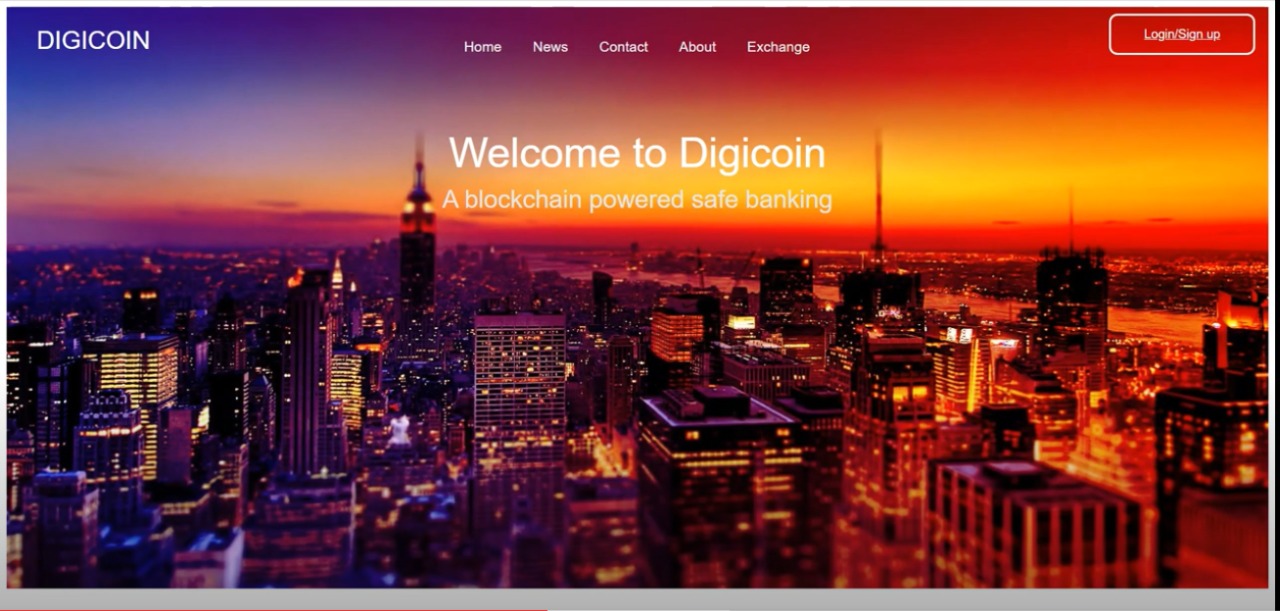 DIGICOIN
Home News Contact About Exchange
Login/Sign up
Welcome to Digicoin
A blockchain powered safe banking